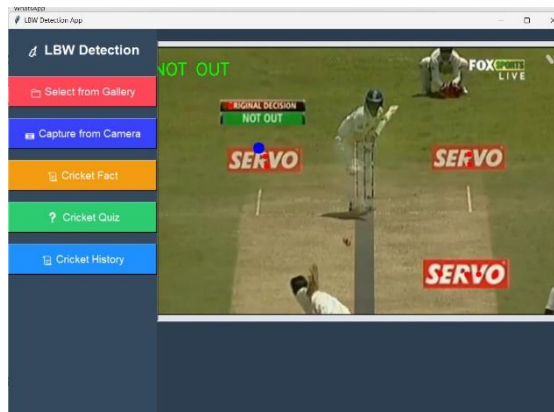 WhatsApp
LBW Detection App
LBW Detection
Select from Gallery
Capture from Camera
Cricket Fact
? Cricket Quiz
Cricket History
NOT OUT
FOX SPORTS
LIVE
RIGINAL DECISION
NOT OUT
SERVO
SERVO
SERVO